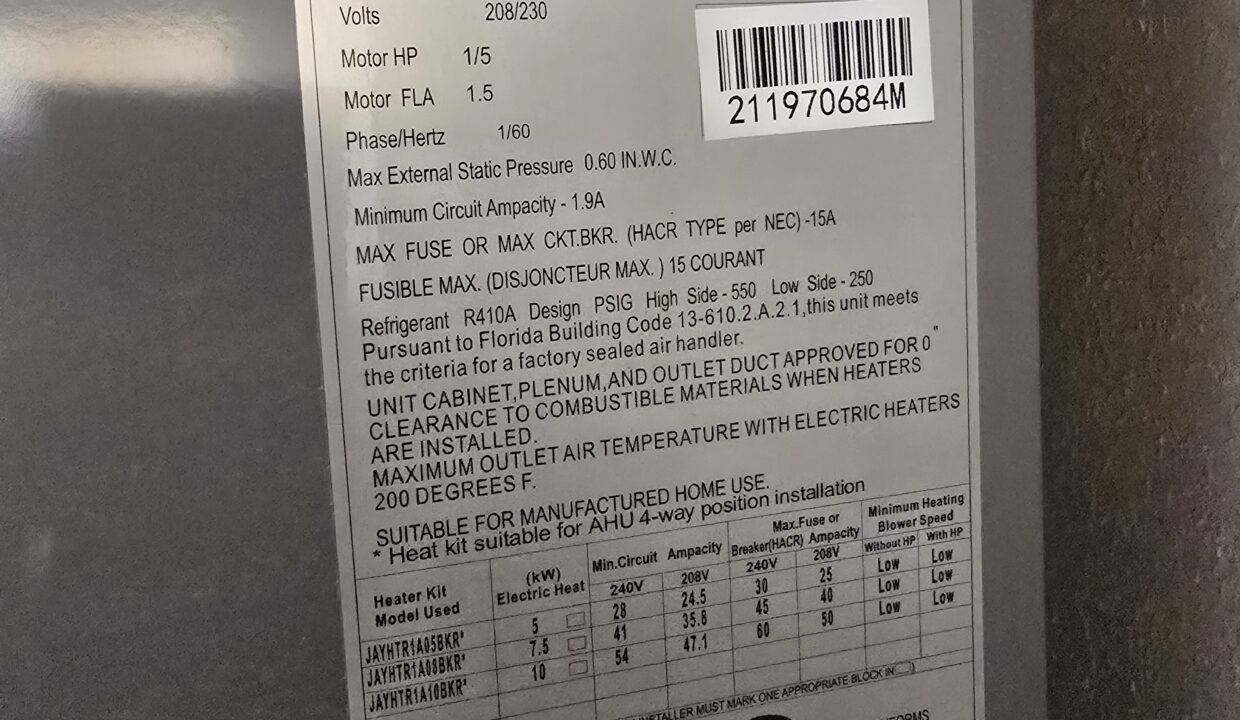 Volts 208/230
Motor HP 1/5
Motor FLA 1.5
Phase/Hertz 1/60
211970684M
Max External Static Pressure 0.60 IN.W.C.
Minimum Circuit Ampacity - 1.9A
MAX FUSE OR MAX CKT.BKR. (HACR TYPE per NEC) -15A
FUSIBLE MAX. (DISJONCTEUR MAX. ) 15 COURANT
Refrigerant R410A Design PSIG High Side - 550 Low Side - 250
Pursuant to Florida Building Code 13-610.2.A.2.1,this unit meets
the criteria for a factory sealed air handler.
UNIT CABINET,PLENUM,AND OUTLET DUCT APPROVED FOR 0"
CLEARANCE TO COMBUSTIBLE MATERIALS WHEN HEATERS
ARE INSTALLED.
MAXIMUM OUTLET AIR TEMPERATURE WITH ELECTRIC HEATERS
200 DEGREES F.
SUITABLE FOR MANUFACTURED HOME USE.
* Heat kit suitable for AHU 4-way position installation
Heater Kit
Model Used
(kW)
Electric Heat
Min.Circuit Ampacity
240V 208V
Max.Fuse or
Breaker(HACR) Ampacity
240V 208V
Minimum Heating
Blower Speed
Without HP With HP
JAYHTR1A05BKR* 5 28 24.5 30 25 Low Low
JAYHTR1A08BKR* 7.5 41 35.8 45 40 Low Low
JAYHTR1A10BKR* 10 54 47.1 60 50 Low Low
INSTALLER MUST MARK ONE APPROPRIATE BLOCK IN